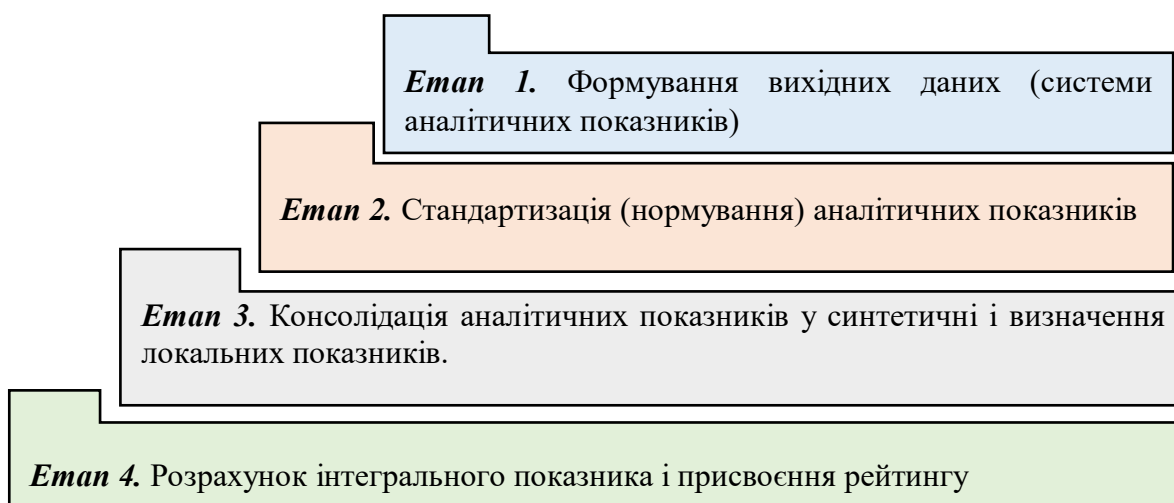 Етап 1. Формування вихідних даних (системи
аналітичних показників)
Етап 2. Стандартизація (нормування) аналітичних показників
Етап 3. Консолідація аналітичних показників у синтетичні і визначення
локальних показників.
Етап 4. Розрахунок інтегрального показника і присвоєння рейтингу